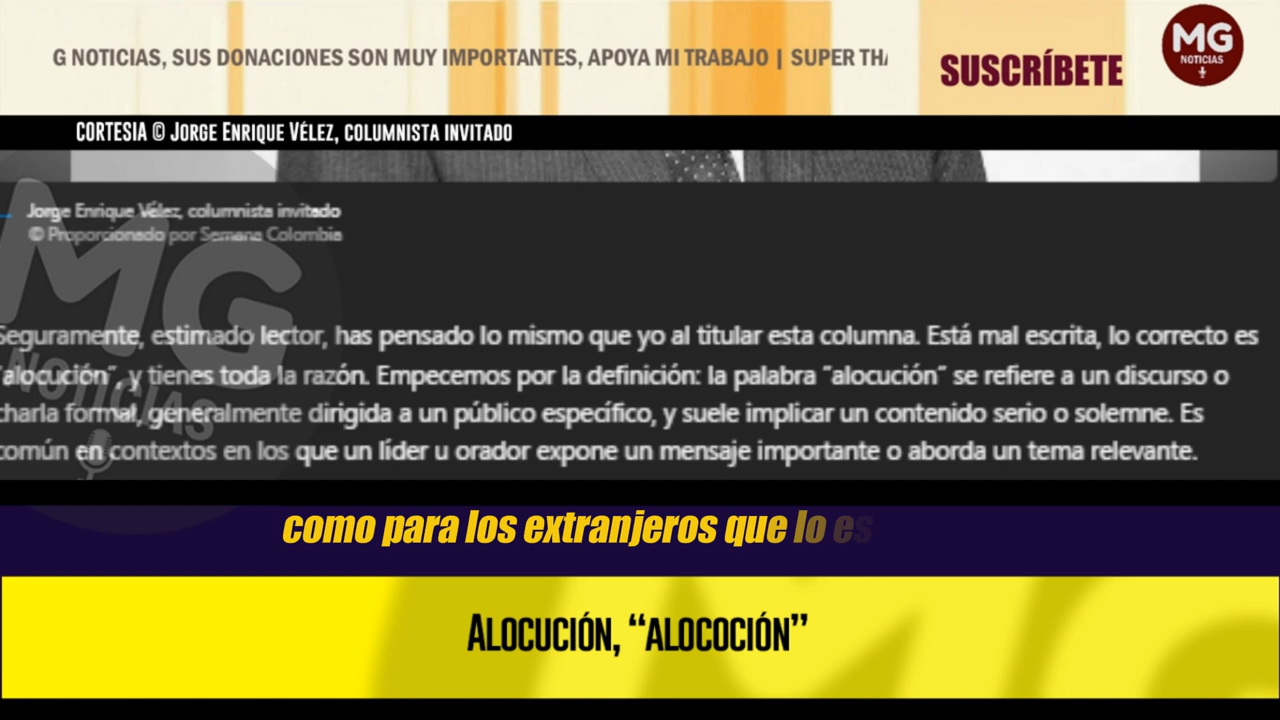 G NOTICIAS, SUS DONACIONES SON MUY IMPORTANTES, APOYA MI TRABAJO | SUPER THA
SUSCRÍBETE
MG
NOTICIAS
CORTESIA © JORGE ENRIQUE VÉLEZ, COLUMNISTA INVITADO
Jorge Enrique Vélez, columnista invitado
© Proporcionado por Semana Colombia
MG
NOTICIAS
Seguramente, estimado lector, has pensado lo mismo que yo al titular esta columna. Está mal escrita, lo correcto es
"alocución", y tienes toda la razón. Empecemos por la definición: la palabra "alocución" se refiere a un discurso o
charla formal, generalmente dirigida a un público específico, y suele implicar un contenido serio o solemne. Es
común en contextos en los que un líder u orador expone un mensaje importante o aborda un tema relevante.
como para los extranjeros que lo es
ALOCUCIÓN, “ALOCOCIÓN”